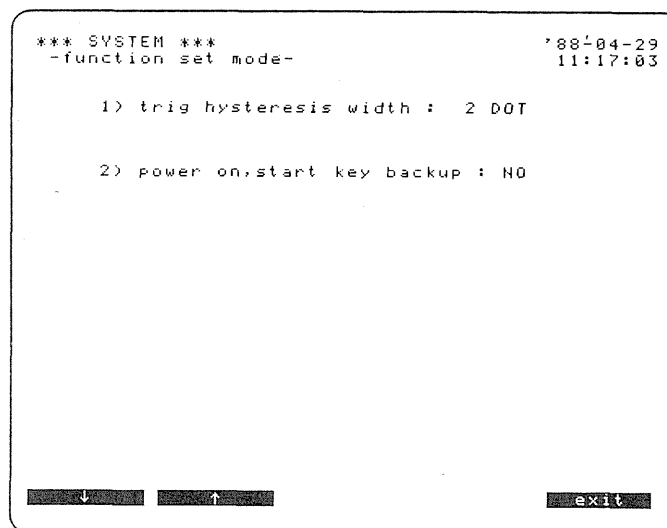 *** SYSTEM *** '88-04-29
-function set mode- 11:17:03
1) trig hysteresis width : 2 DOT
2) power on,start key backup : NO
↓ ↑ exit